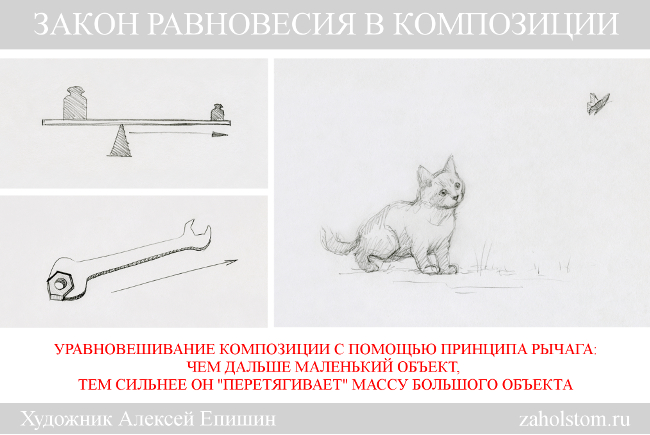 ЗАКОН РАВНОВЕСИЯ В КОМПОЗИЦИИ
УРАВНОВЕШИВАНИЕ КОМПОЗИЦИИ С ПОМОЩЬЮ ПРИНЦИПА РЫЧАГА:
ЧЕМ ДАЛЬШЕ МАЛЕНЬКИЙ ОБЪЕКТ,
ТЕМ СИЛЬНЕЕ ОН "ПЕРЕТЯГИВАЕТ" МАССУ БОЛЬШОГО ОБЪЕКТА
Художник Алексей Епишин zaholstom.ru